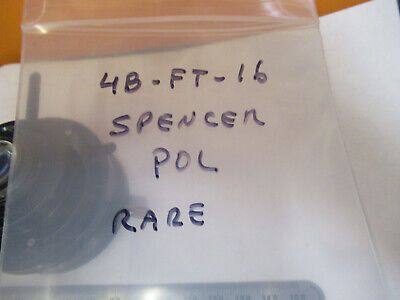 4B-FT-16
SPENCER
POL
RARE